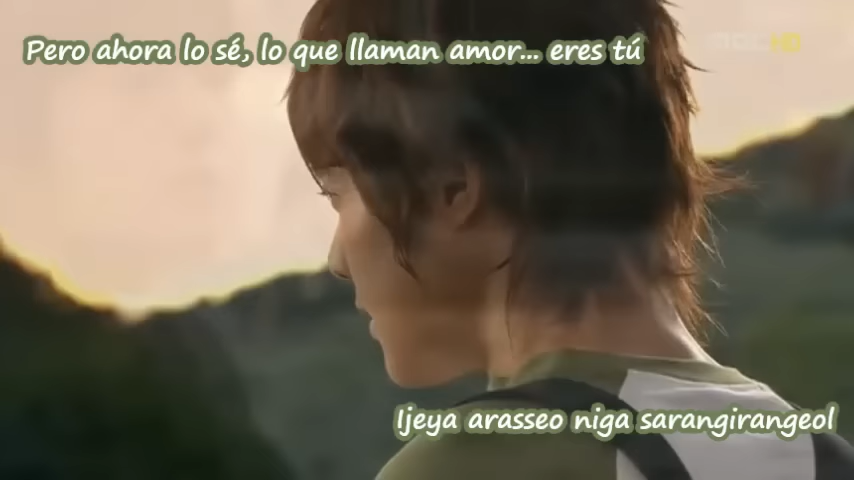 Pero ahora lo sé, lo que llaman amor... eres tú
Ijeya arasseo niga sarangirangeol